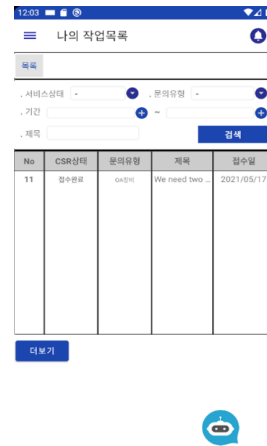 12:03
나의 작업목록
목록
. 서비스상태 - . 문의유형 -
. 기간 ~
. 제목 검색
No CSR상태 문의유형 제목 접수일
11 접수완료 We need two ... 2021/05/17
더보기